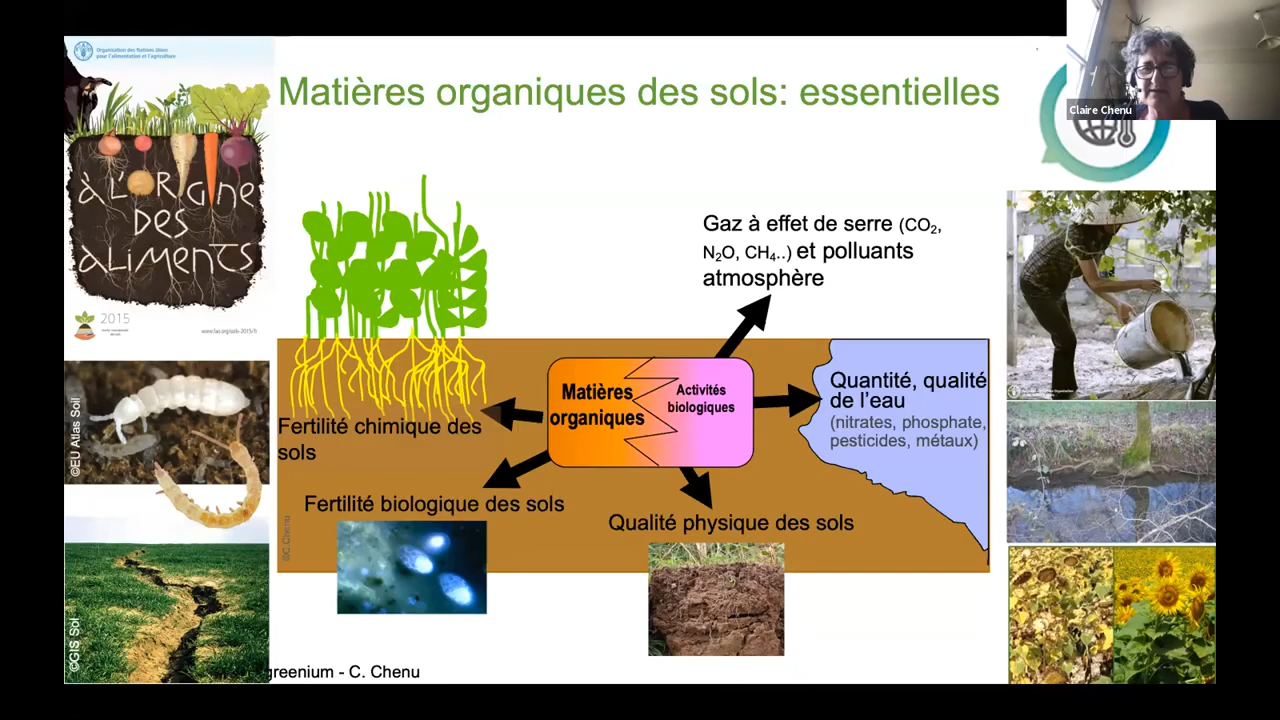 Organisation des Nations Unies
pour l'alimentation et l'agriculture
À L'ORIGINE
DES
ALIMENTS
2015
www.fao.org/soils-2015/fr
Matières organiques des sols: essentielles
Claire Chenu
Gaz à effet de serre (CO₂,
N₂O, CH₄..) et polluants
atmosphère
Matières
organiques
Activités
biologiques
Quantité, qualité
de l'eau
(nitrates, phosphate,
pesticides, métaux)
Fertilité chimique des
sols
Fertilité biologique des sols
Qualité physique des sols
©C.Chenu
©EU Atlas Soil
©GIS Sol
greenium - C. Chenu